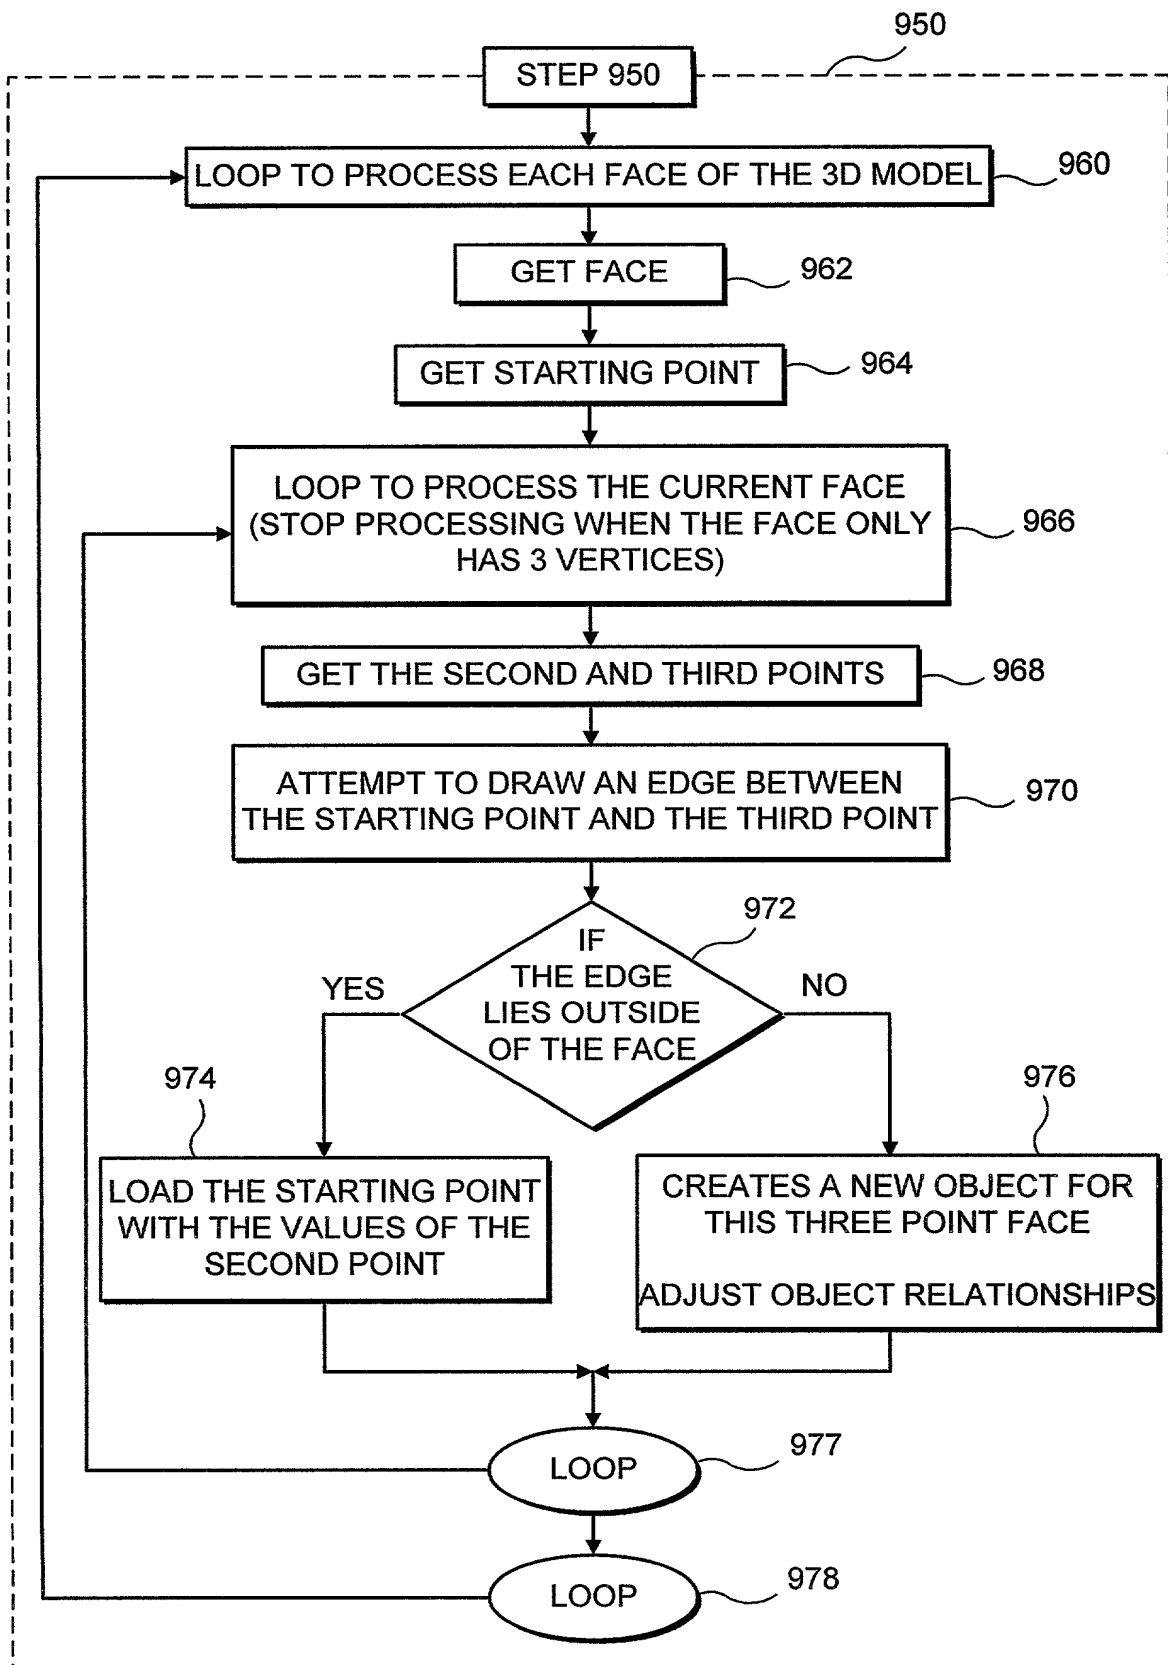 950
STEP 950
LOOP TO PROCESS EACH FACE OF THE 3D MODEL
960
GET FACE
962
GET STARTING POINT
964
LOOP TO PROCESS THE CURRENT FACE
(STOP PROCESSING WHEN THE FACE ONLY
HAS 3 VERTICES)
966
GET THE SECOND AND THIRD POINTS
968
ATTEMPT TO DRAW AN EDGE BETWEEN
THE STARTING POINT AND THE THIRD POINT
970
972
IF
THE EDGE
LIES OUTSIDE
OF THE FACE
YES
NO
974
LOAD THE STARTING POINT
WITH THE VALUES OF THE
SECOND POINT
976
CREATES A NEW OBJECT FOR
THIS THREE POINT FACE
ADJUST OBJECT RELATIONSHIPS
LOOP
977
LOOP
978